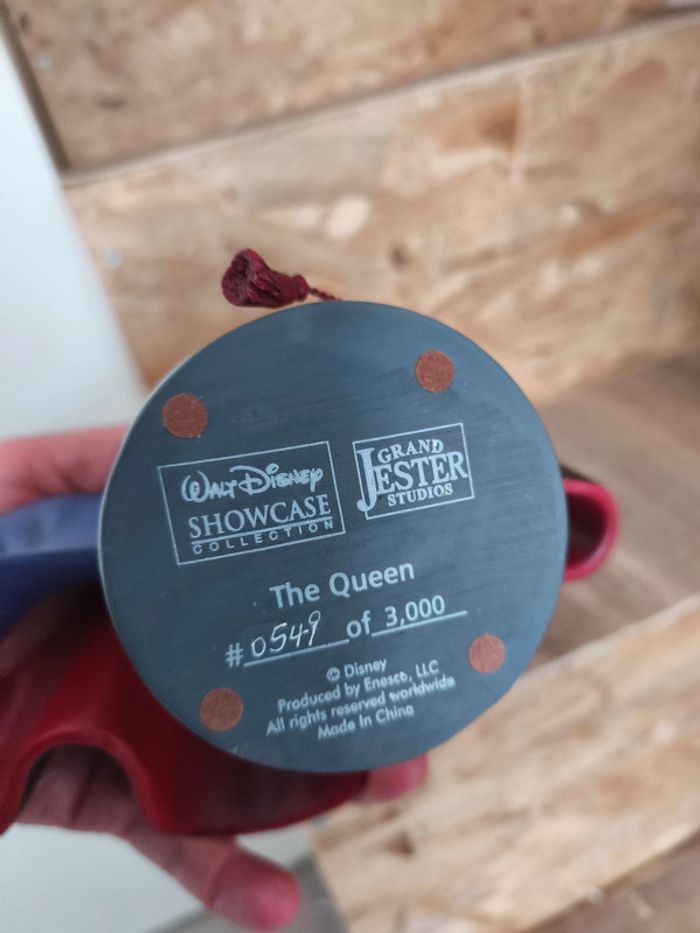 WALT DISNEY
SHOWCASE
COLLECTION
GRAND
JESTER
STUDIOS
The Queen
#0549 of 3,000
© Disney
Produced by Enesco, LLC
All rights reserved worldwide
Made In China